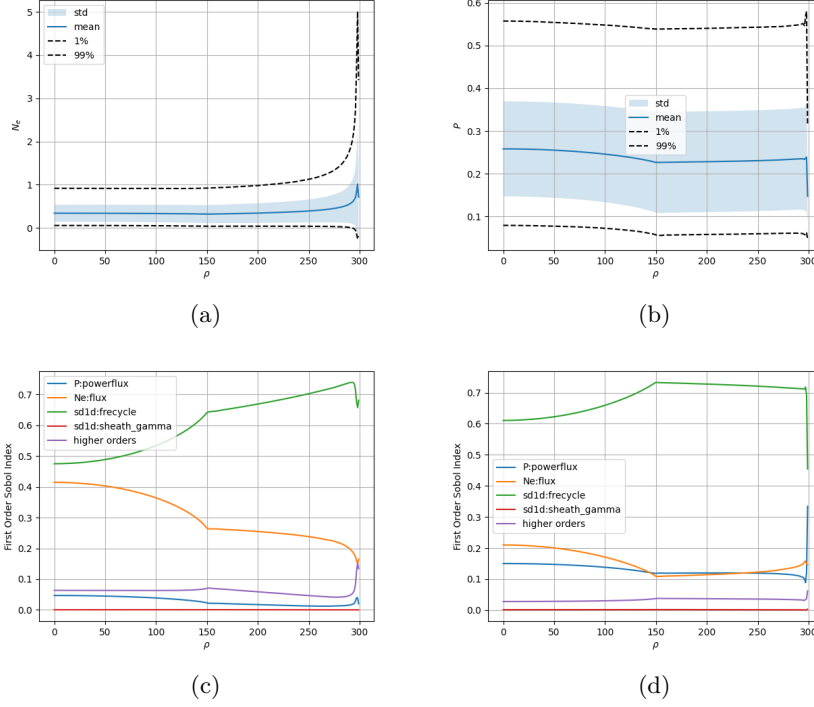 5
4
3
2
1
0
N_e
std
mean
1%
99%
0 50 100 150 200 250 300
ρ
(a)
0.6
0.5
0.4
0.3
0.2
0.1
P
std
mean
1%
99%
0 50 100 150 200 250 300
ρ
(b)
0.7
0.6
0.5
0.4
0.3
0.2
0.1
0.0
First Order Sobol Index
P:powerflux
Ne:flux
sd1d:frecycle
sd1d:sheath_gamma
higher orders
0 50 100 150 200 250 300
ρ
(c)
0.7
0.6
0.5
0.4
0.3
0.2
0.1
0.0
First Order Sobol Index
P:powerflux
Ne:flux
sd1d:frecycle
sd1d:sheath_gamma
higher orders
0 50 100 150 200 250 300
ρ
(d)